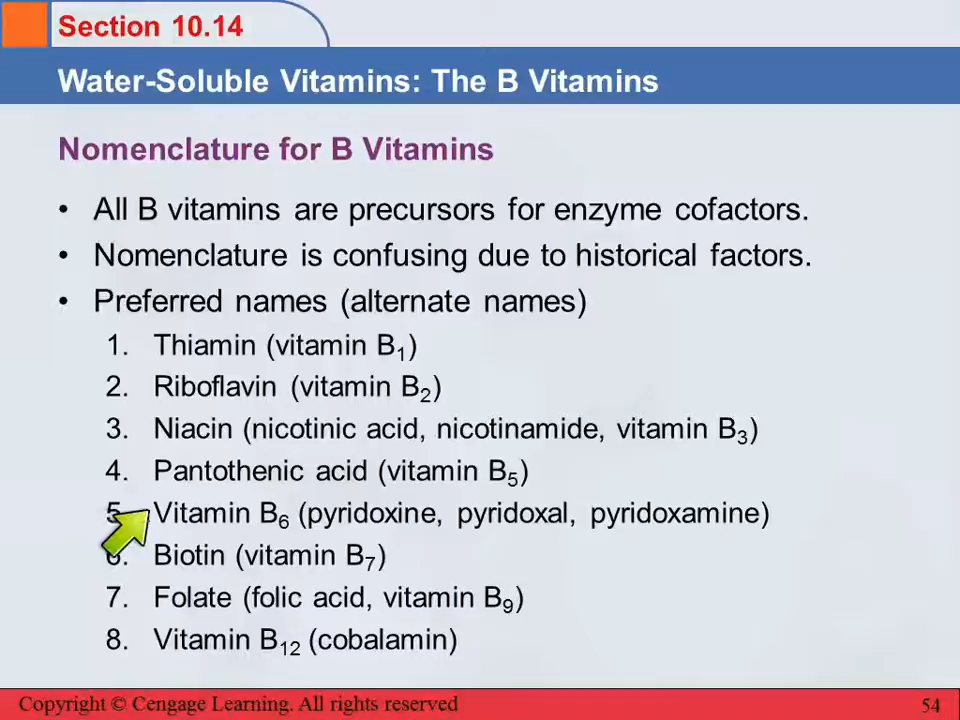 Section 10.14
Water-Soluble Vitamins: The B Vitamins
Nomenclature for B Vitamins
• All B vitamins are precursors for enzyme cofactors.
• Nomenclature is confusing due to historical factors.
• Preferred names (alternate names)
1. Thiamin (vitamin B₁)
2. Riboflavin (vitamin B₂)
3. Niacin (nicotinic acid, nicotinamide, vitamin B₃)
4. Pantothenic acid (vitamin B₅)
5. Vitamin B₆ (pyridoxine, pyridoxal, pyridoxamine)
6. Biotin (vitamin B₇)
7. Folate (folic acid, vitamin B₉)
8. Vitamin B₁₂ (cobalamin)
Copyright © Cengage Learning. All rights reserved 54